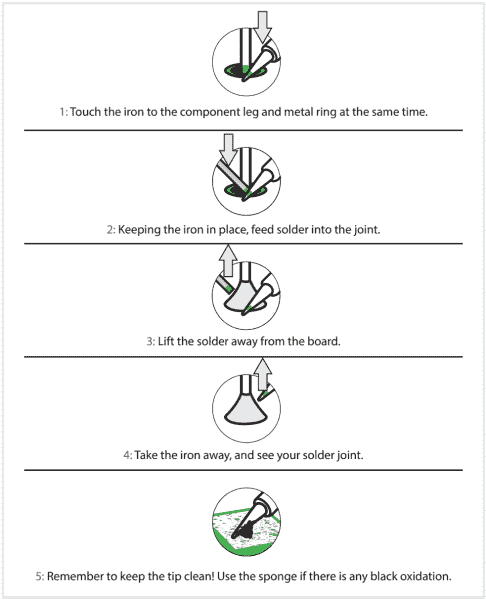 1: Touch the iron to the component leg and metal ring at the same time.
2: Keeping the iron in place, feed solder into the joint.
3: Lift the solder away from the board.
4: Take the iron away, and see your solder joint.
5: Remember to keep the tip clean! Use the sponge if there is any black oxidation.